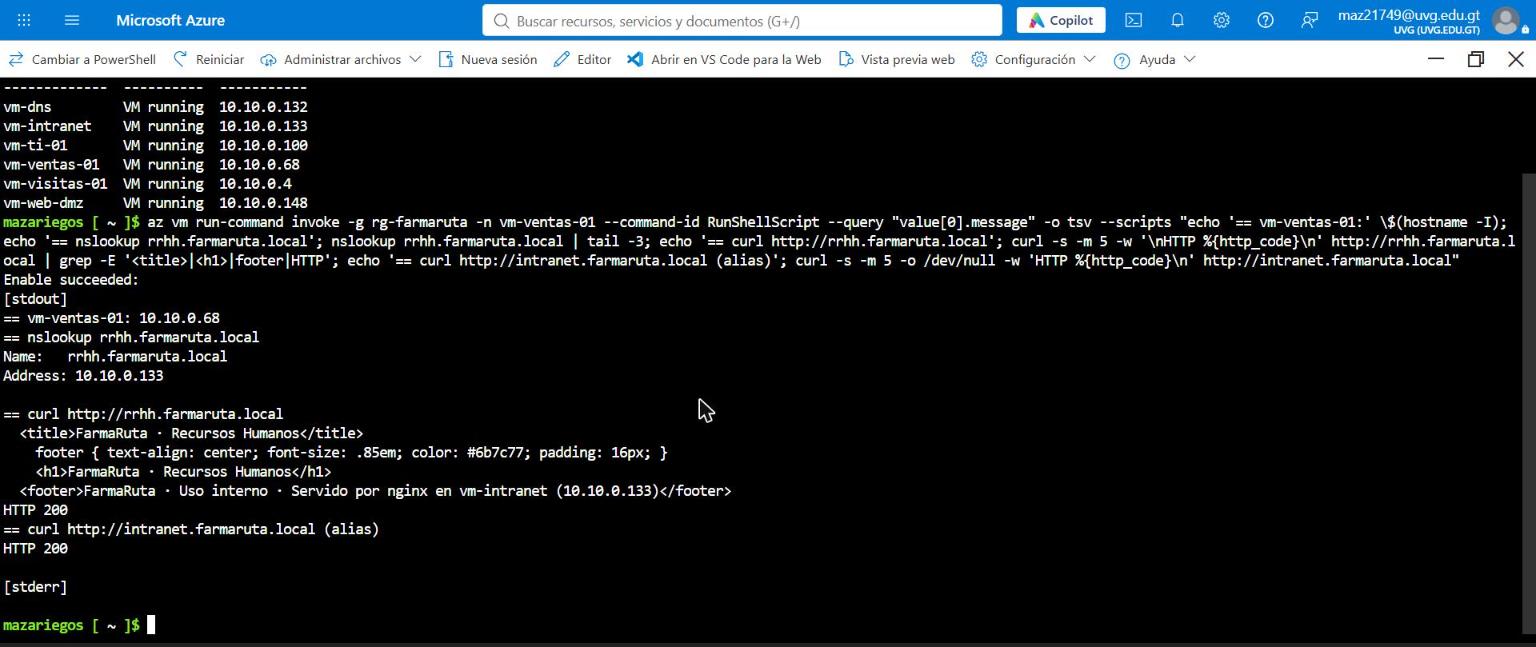 Microsoft Azure
Buscar recursos, servicios y documentos (G+/)
Copilot
maz21749@uvg.edu.gt
UVG (UVG.EDU.GT)
Cambiar a PowerShell
Reiniciar
Administrar archivos
Nueva sesión
Editor
Abrir en VS Code para la Web
Vista previa web
Configuración
Ayuda
------------- ---------- -----------
vm-dns VM running 10.10.0.132
vm-intranet VM running 10.10.0.133
vm-ti-01 VM running 10.10.0.100
vm-ventas-01 VM running 10.10.0.68
vm-visitas-01 VM running 10.10.0.4
vm-web-dmz VM running 10.10.0.148
mazariegos [ ~ ]$ az vm run-command invoke -g rg-farmaruta -n vm-ventas-01 --command-id RunShellScript --query "value[0].message" -o tsv --scripts "echo '== vm-ventas-01:' \$(hostname -I);
echo '== nslookup rrhh.farmaruta.local'; nslookup rrhh.farmaruta.local | tail -3; echo '== curl http://rrhh.farmaruta.local'; curl -s -m 5 -w '\nHTTP %{http_code}\n' http://rrhh.farmaruta.l
ocal | grep -E '<title>|<h1>|footer|HTTP'; echo '== curl http://intranet.farmaruta.local (alias)'; curl -s -m 5 -o /dev/null -w 'HTTP %{http_code}\n' http://intranet.farmaruta.local"
Enable succeeded:
[stdout]
== vm-ventas-01: 10.10.0.68
== nslookup rrhh.farmaruta.local
Name: rrhh.farmaruta.local
Address: 10.10.0.133
== curl http://rrhh.farmaruta.local
<title>FarmaRuta · Recursos Humanos</title>
footer { text-align: center; font-size: .85em; color: #6b7c77; padding: 16px; }
<h1>FarmaRuta · Recursos Humanos</h1>
<footer>FarmaRuta · Uso interno · Servido por nginx en vm-intranet (10.10.0.133)</footer>
HTTP 200
== curl http://intranet.farmaruta.local (alias)
HTTP 200
[stderr]
mazariegos [ ~ ]$